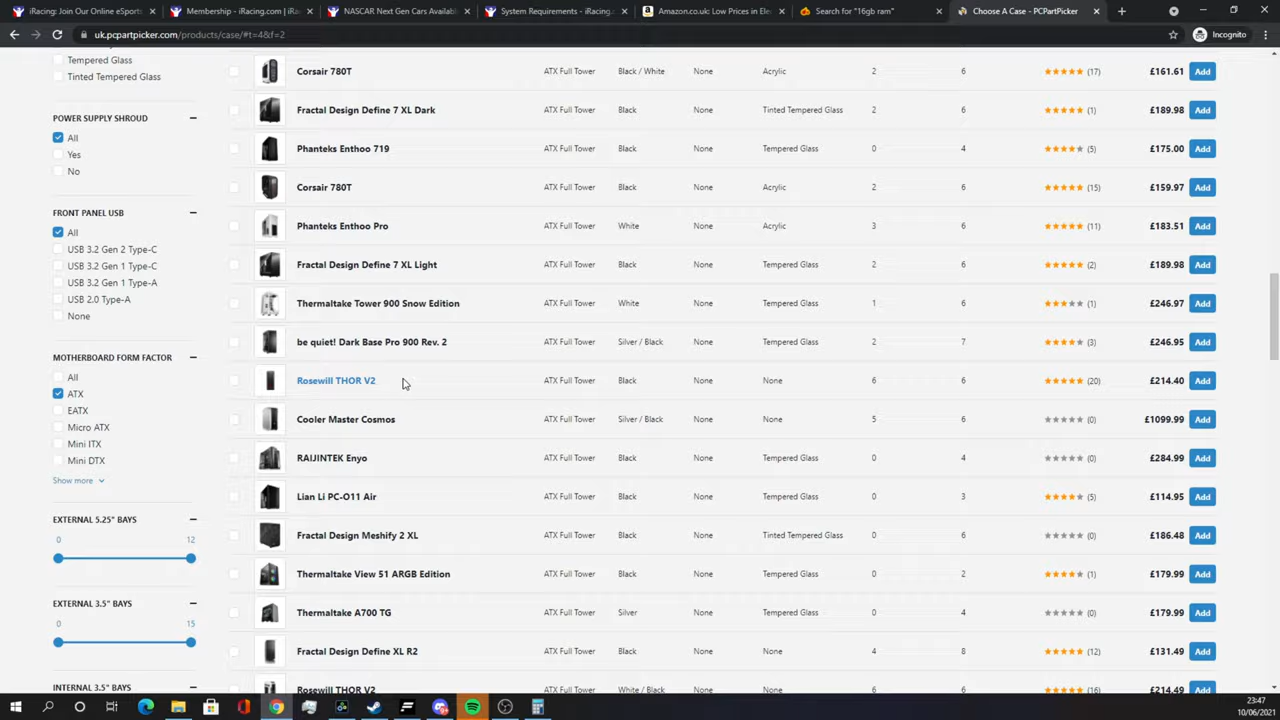 iRacing: Join Our Online eSports
Membership - iRacing.com | iRac
NASCAR Next Gen Cars Availabl
System Requirements - iRacing.c
Amazon.co.uk: Low Prices in Elec
Search for "16gb ram"
Choose A Case - PCPartPicker
uk.pcpartpicker.com/products/case/#t=4&f=2
Incognito
Tempered Glass
Tinted Tempered Glass
POWER SUPPLY SHROUD
All
Yes
No
FRONT PANEL USB
All
USB 3.2 Gen 2 Type-C
USB 3.2 Gen 1 Type-C
USB 3.2 Gen 1 Type-A
USB 2.0 Type-A
None
MOTHERBOARD FORM FACTOR
All
ATX
EATX
Micro ATX
Mini ITX
Mini DTX
Show more
EXTERNAL 5.25" BAYS
0 12
EXTERNAL 3.5" BAYS
0 15
INTERNAL 3.5" BAYS
Corsair 780T ATX Full Tower Black / White None Acrylic 2 6 (17) £161.61 Add
Fractal Design Define 7 XL Dark ATX Full Tower Black None Tinted Tempered Glass 2 6 (1) £189.98 Add
Phanteks Enthoo 719 ATX Full Tower Black None Tempered Glass 0 4 (5) £175.00 Add
Corsair 780T ATX Full Tower Black None Acrylic 2 6 (15) £159.97 Add
Phanteks Enthoo Pro ATX Full Tower White None Acrylic 3 6 (11) £183.51 Add
Fractal Design Define 7 XL Light ATX Full Tower Black None Tempered Glass 2 6 (2) £189.98 Add
Thermaltake Tower 900 Snow Edition ATX Full Tower White None Tempered Glass 1 6 (1) £246.97 Add
be quiet! Dark Base Pro 900 Rev. 2 ATX Full Tower Silver / Black None Tempered Glass 2 7 (3) £246.95 Add
Rosewill THOR V2 ATX Full Tower Black None None 6 6 (20) £214.40 Add
Cooler Master Cosmos ATX Full Tower Silver / Black None None 5 6 (0) £1099.99 Add
RAIJINTEK Enyo ATX Full Tower Black None Tempered Glass 0 4 (0) £284.99 Add
Lian Li PC-O11 Air ATX Full Tower Black None Tempered Glass 0 3 (5) £114.95 Add
Fractal Design Meshify 2 XL ATX Full Tower Black None Tinted Tempered Glass 0 6 (0) £186.48 Add
Thermaltake View 51 ARGB Edition ATX Full Tower Black None Tempered Glass 0 4 (1) £179.99 Add
Thermaltake A700 TG ATX Full Tower Silver None Tempered Glass 0 4 (0) £179.99 Add
Fractal Design Define XL R2 ATX Full Tower Black None None 4 8 (12) £131.49 Add
Rosewill THOR V2 ATX Full Tower White / Black None None 6 6 (16) £214.49 Add
23:47
10/06/2021